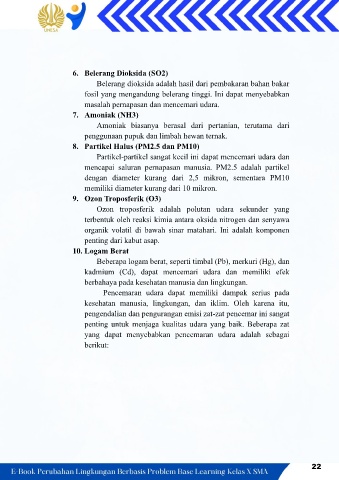 UNESA
6. Belerang Dioksida (SO2)
Belerang dioksida adalah hasil dari pembakaran bahan bakar
fosil yang mengandung belerang tinggi. Ini dapat menyebabkan
masalah pernapasan dan mencemari udara.
7. Amoniak (NH3)
Amoniak biasanya berasal dari pertanian, terutama dari
penggunaan pupuk dan limbah hewan ternak.
8. Partikel Halus (PM2.5 dan PM10)
Partikel-partikel sangat kecil ini dapat mencemari udara dan
mencapai saluran pernapasan manusia. PM2.5 adalah partikel
dengan diameter kurang dari 2,5 mikron, sementara PM10
memiliki diameter kurang dari 10 mikron.
9. Ozon Troposferik (O3)
Ozon troposferik adalah polutan udara sekunder yang
terbentuk oleh reaksi kimia antara oksida nitrogen dan senyawa
organik volatil di bawah sinar matahari. Ini adalah komponen
penting dari kabut asap.
10. Logam Berat
Beberapa logam berat, seperti timbal (Pb), merkuri (Hg), dan
kadmium (Cd), dapat mencemari udara dan memiliki efek
berbahaya pada kesehatan manusia dan lingkungan.
Pencemaran udara dapat memiliki dampak serius pada
kesehatan manusia, lingkungan, dan iklim. Oleh karena itu,
pengendalian dan pengurangan emisi zat-zat pencemar ini sangat
penting untuk menjaga kualitas udara yang baik. Beberapa zat
yang dapat menyebabkan pencemaran udara adalah sebagai
berikut:
E-Book Perubahan Lingkungan Berbasis Problem Base Learning Kelas X SMA
22